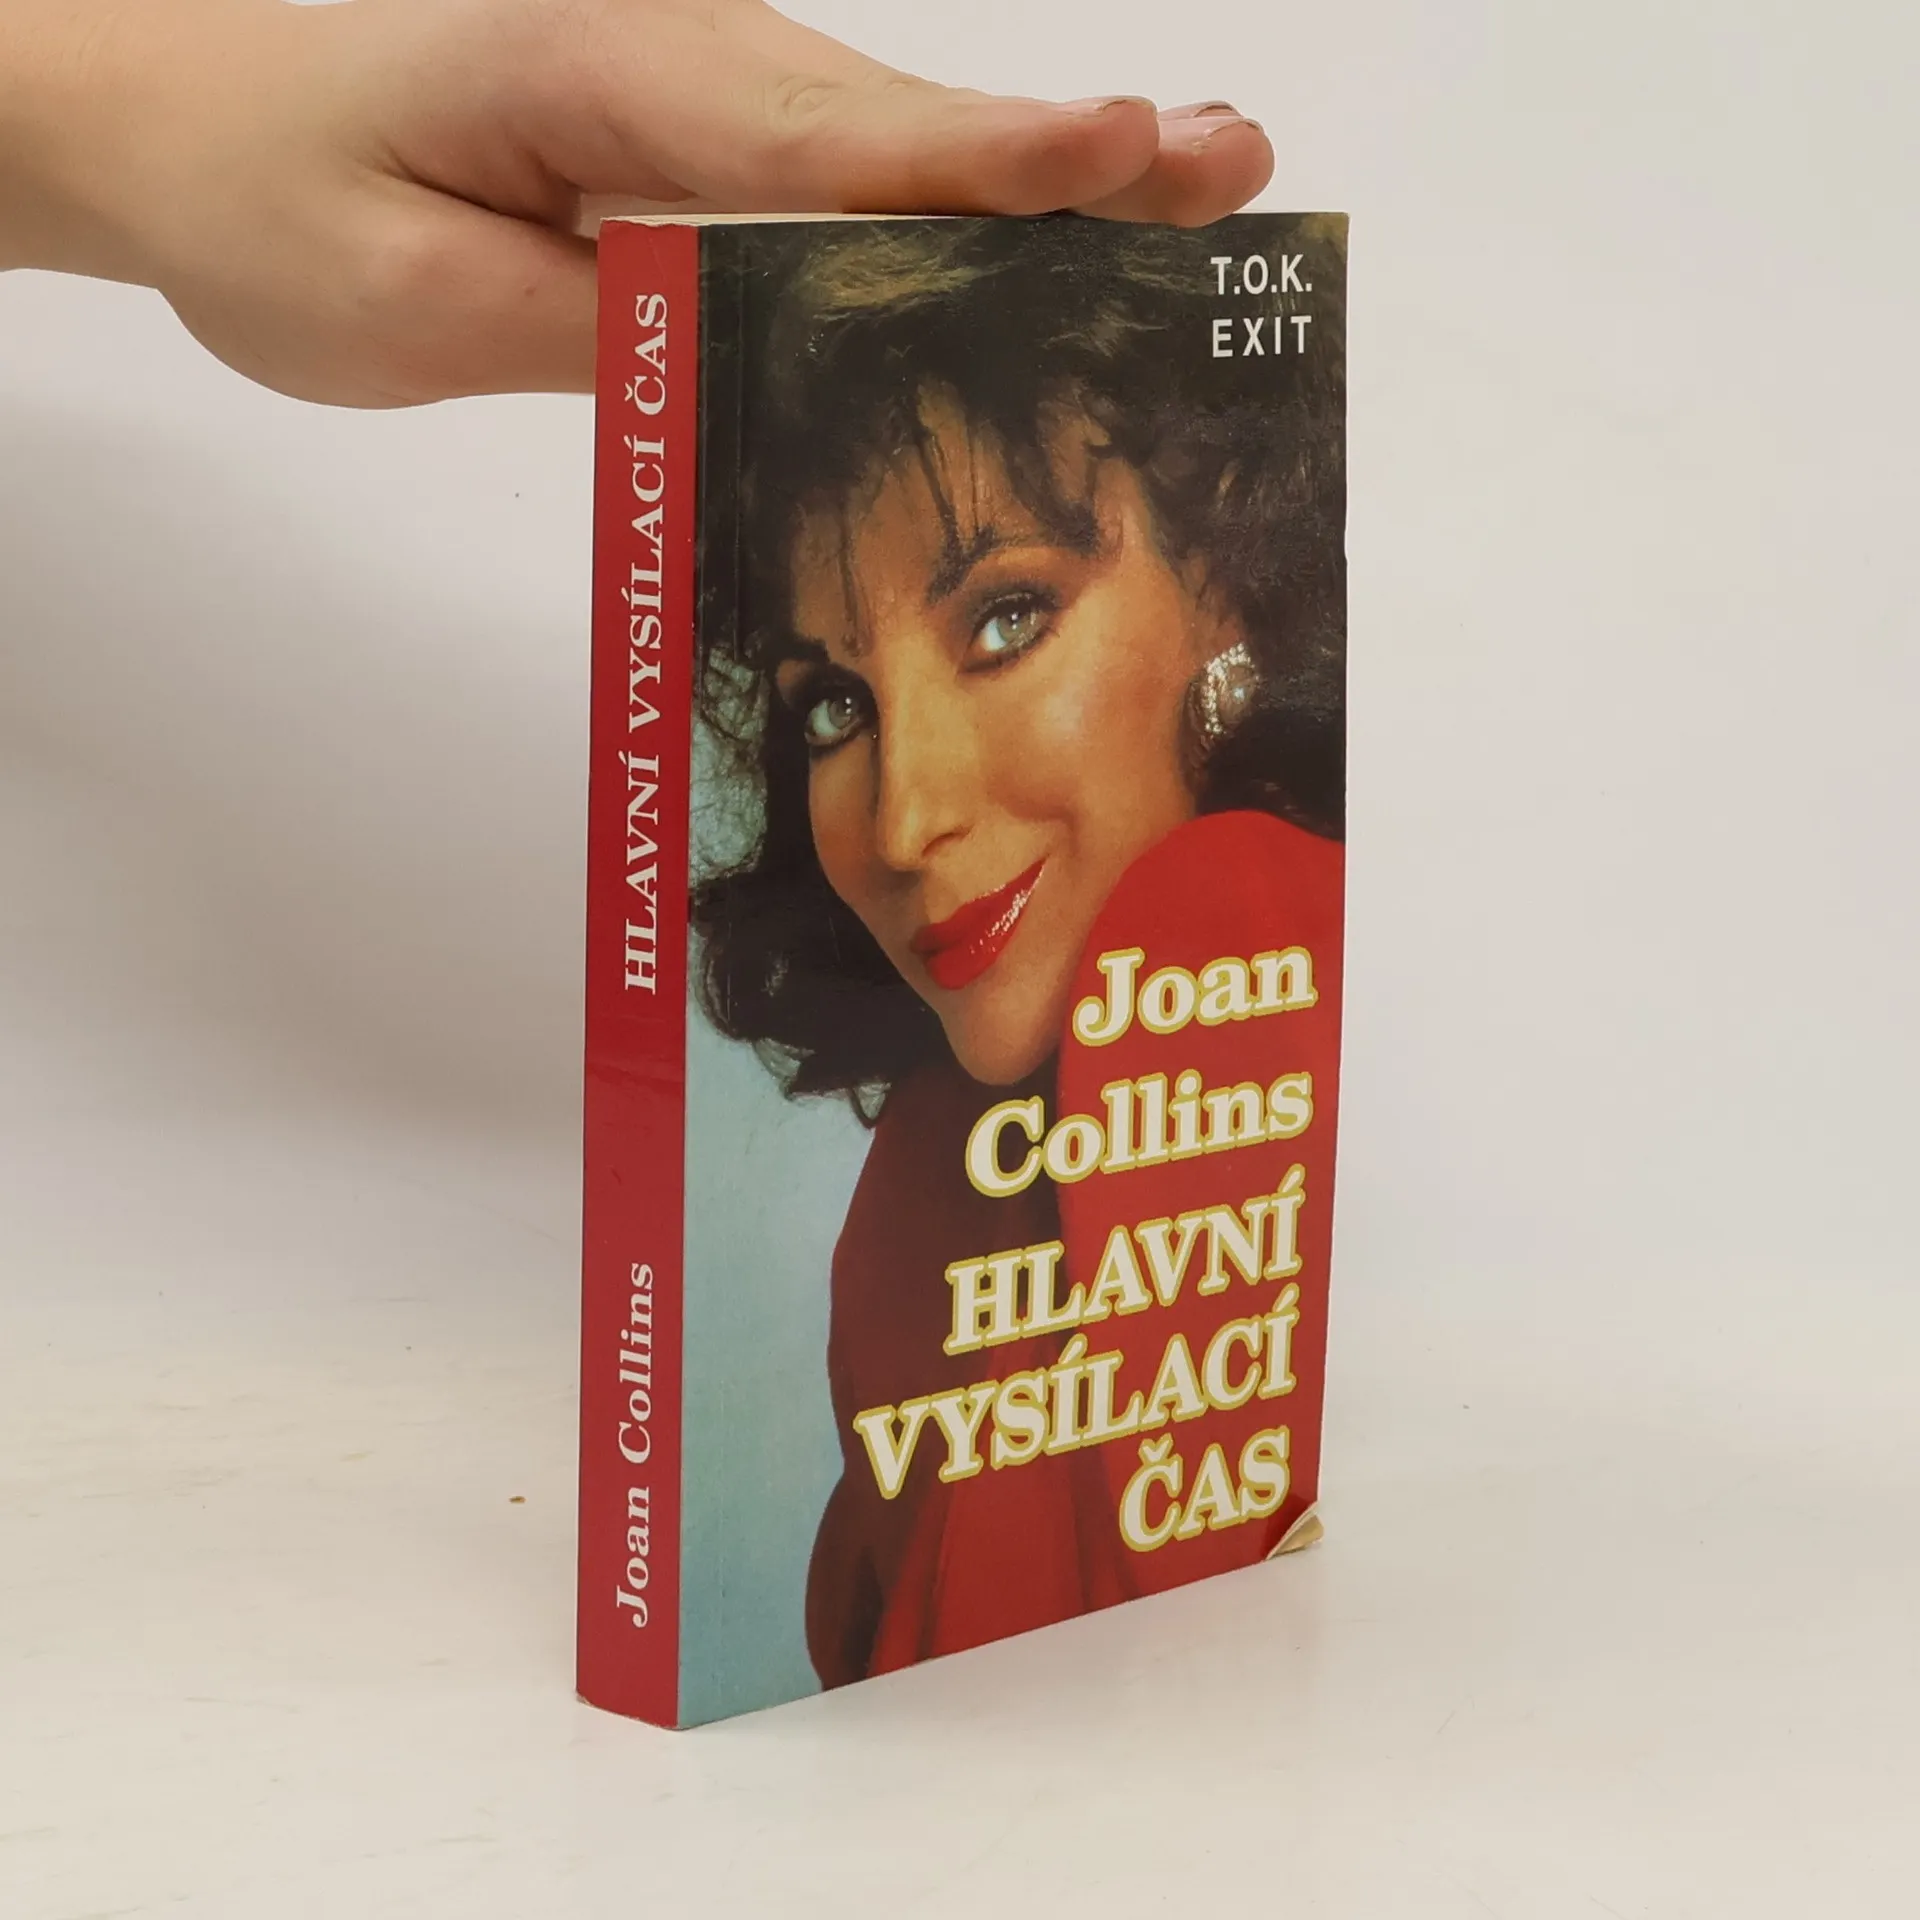 HLAVNÍ VYSÍLACÍ ČAS
Joan Collins
T.O.K.
EXIT
Joan
Collins
HLAVNÍ
VYSÍLACÍ
ČAS